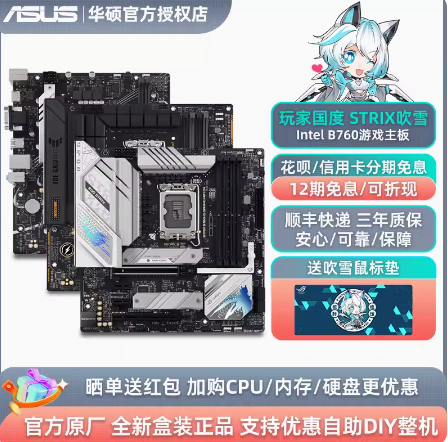 ASUS 华硕官方授权店
玩家国度 STRIX吹雪
Intel B760游戏主板
花呗/信用卡分期免息
12期免息/可折现
顺丰快递 三年质保
安心/可靠/保障
送吹雪鼠标垫
晒单送红包 加购CPU/内存/硬盘更优惠
官方原厂 全新盒装正品 支持优惠自助DIY整机